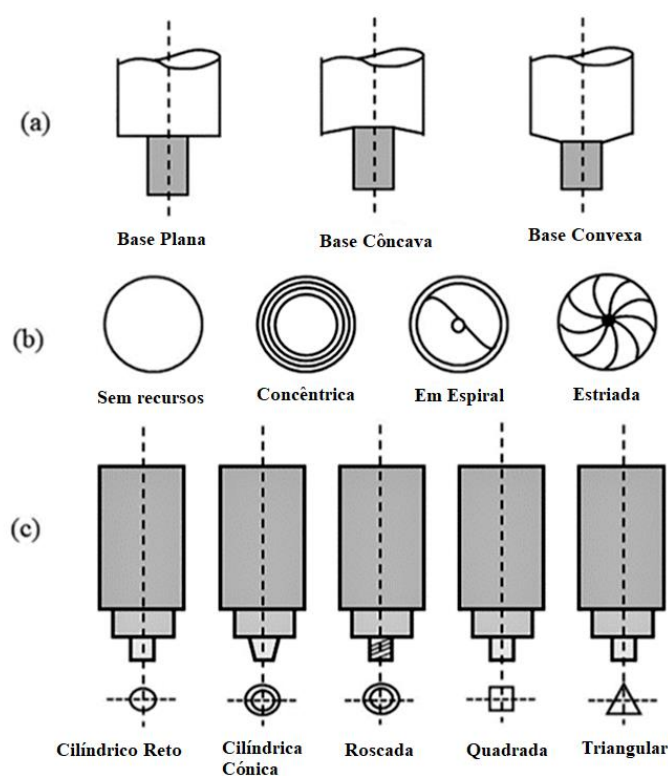 (a)
Base Plana
Base Côncava
Base Convexa
(b)
Sem recursos
Concêntrica
Em Espiral
Estriada
(c)
Cilíndrico Reto
Cilíndrica
Cónica
Roscada
Quadrada
Triangular